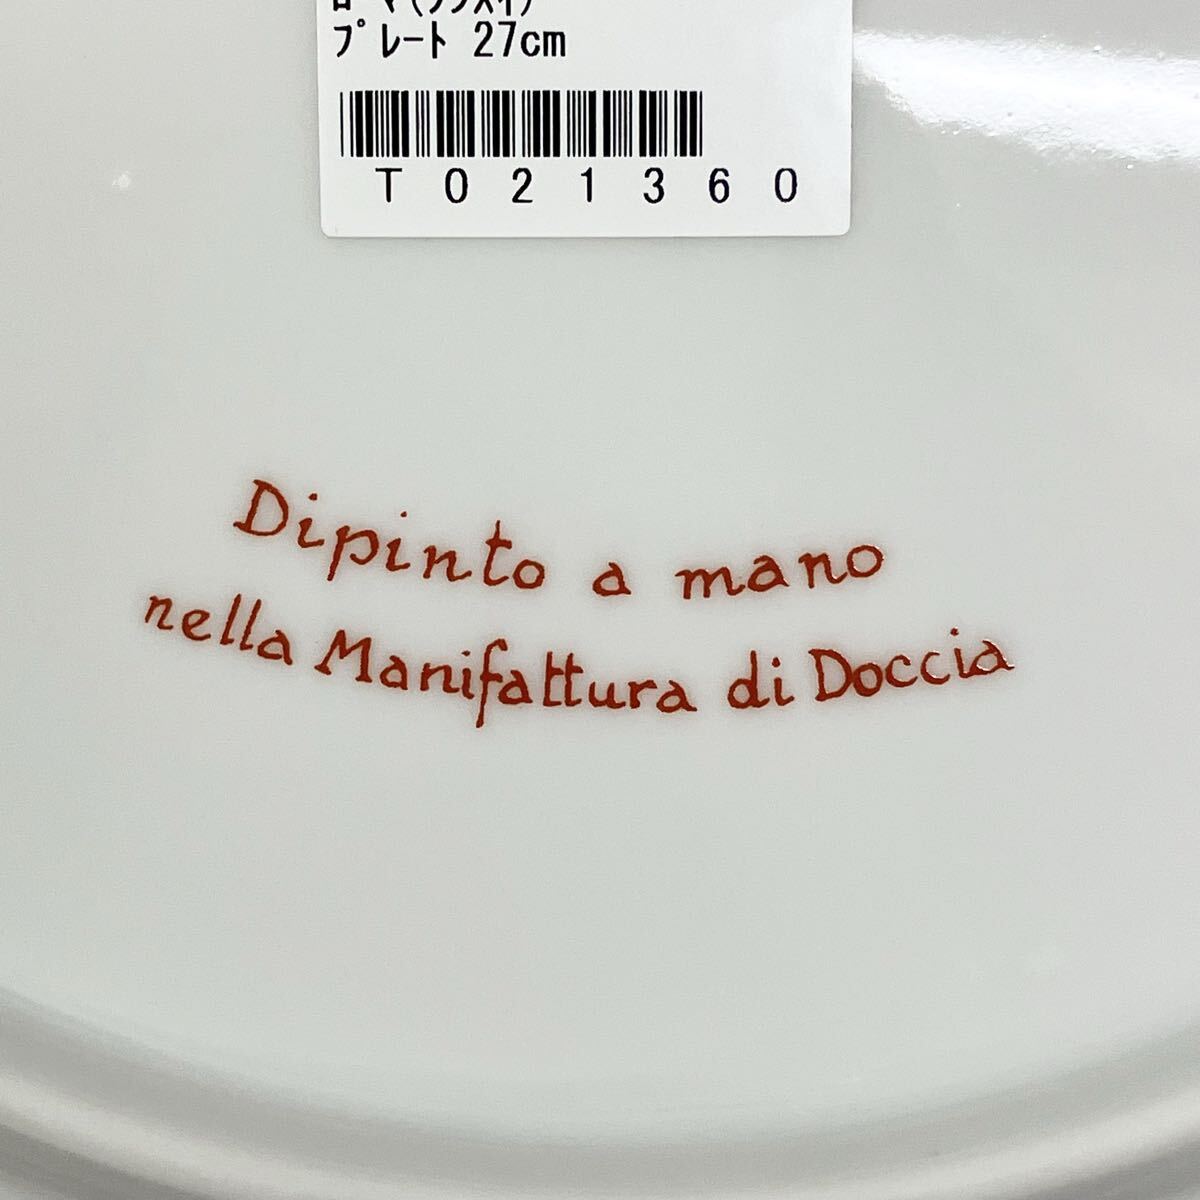 プレート 27cm
T021360
Dipinto a mano
nella Manifattura di Doccia